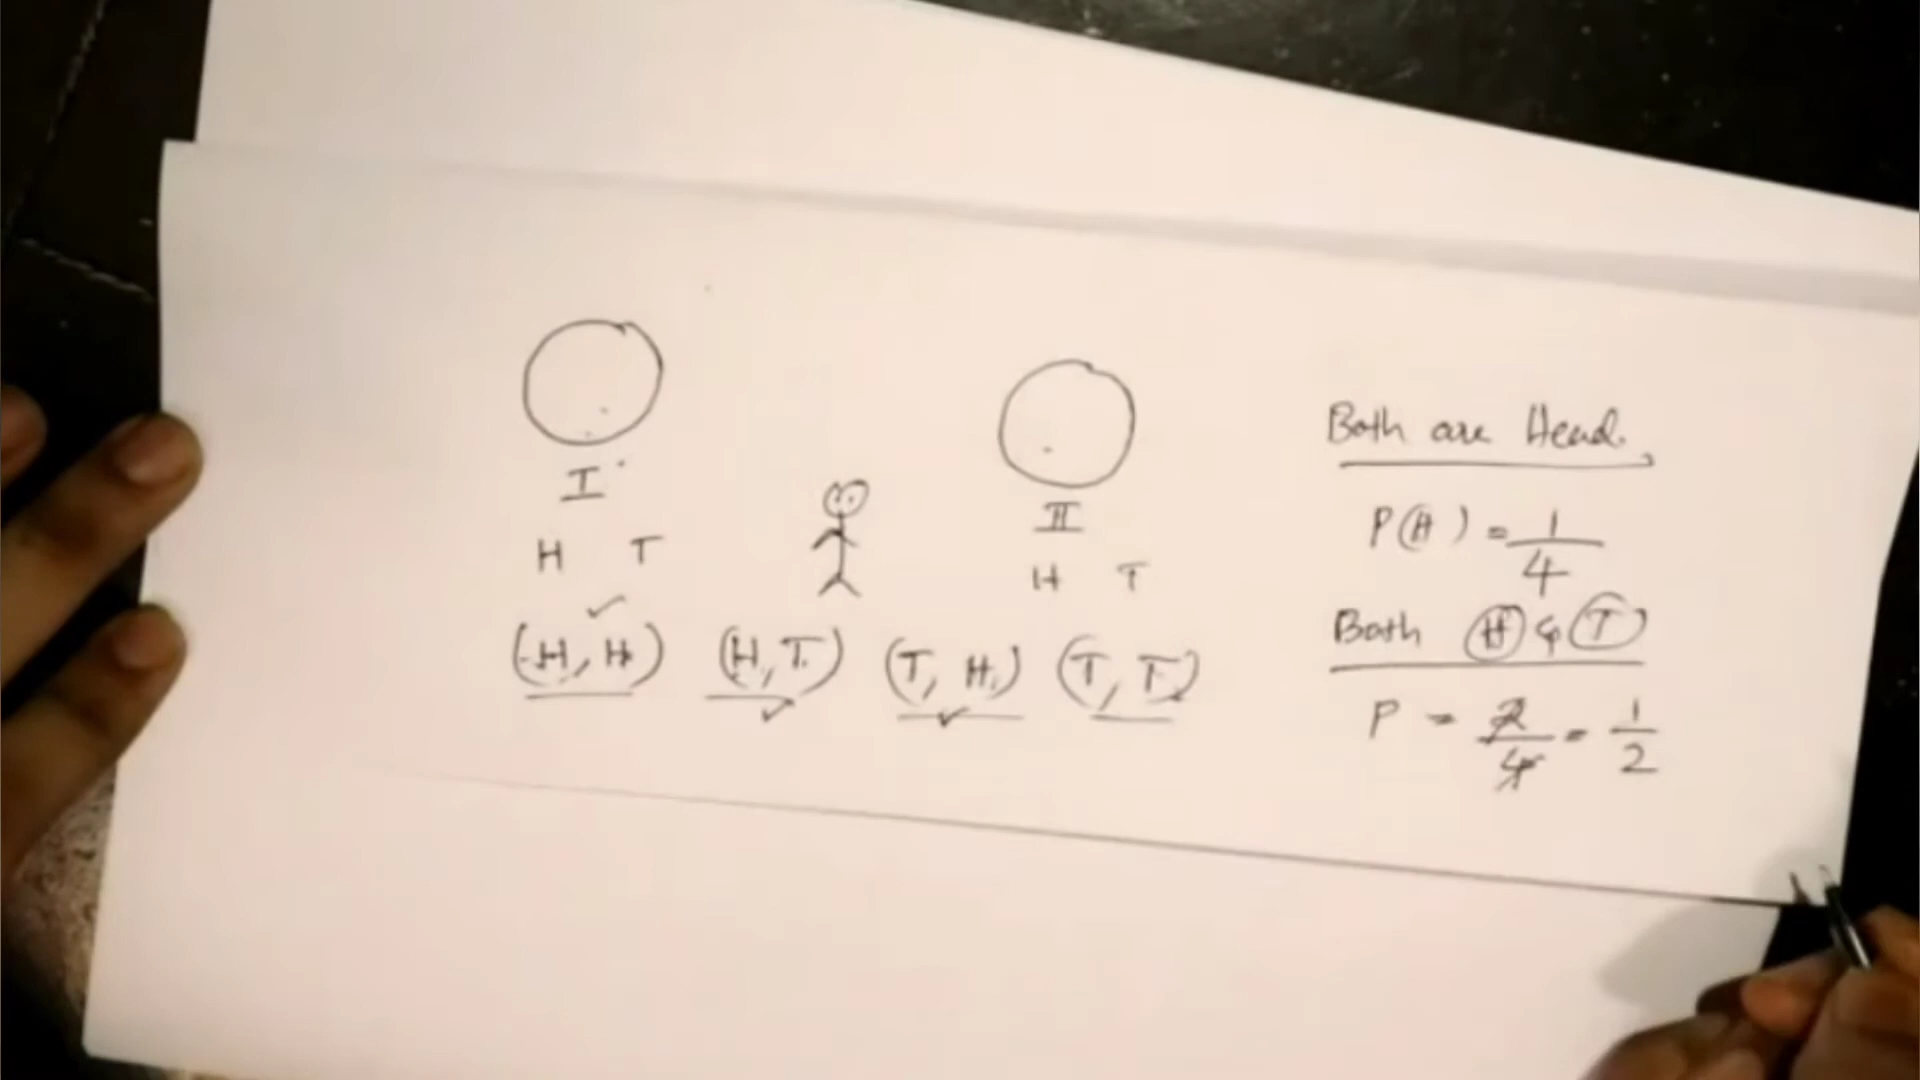 I II
H T H T
(H, H) (H, T) (T, H) (T, T)
Both are Head.
P(H) = 1/4
Both H & T
P = 2/4 = 1/2